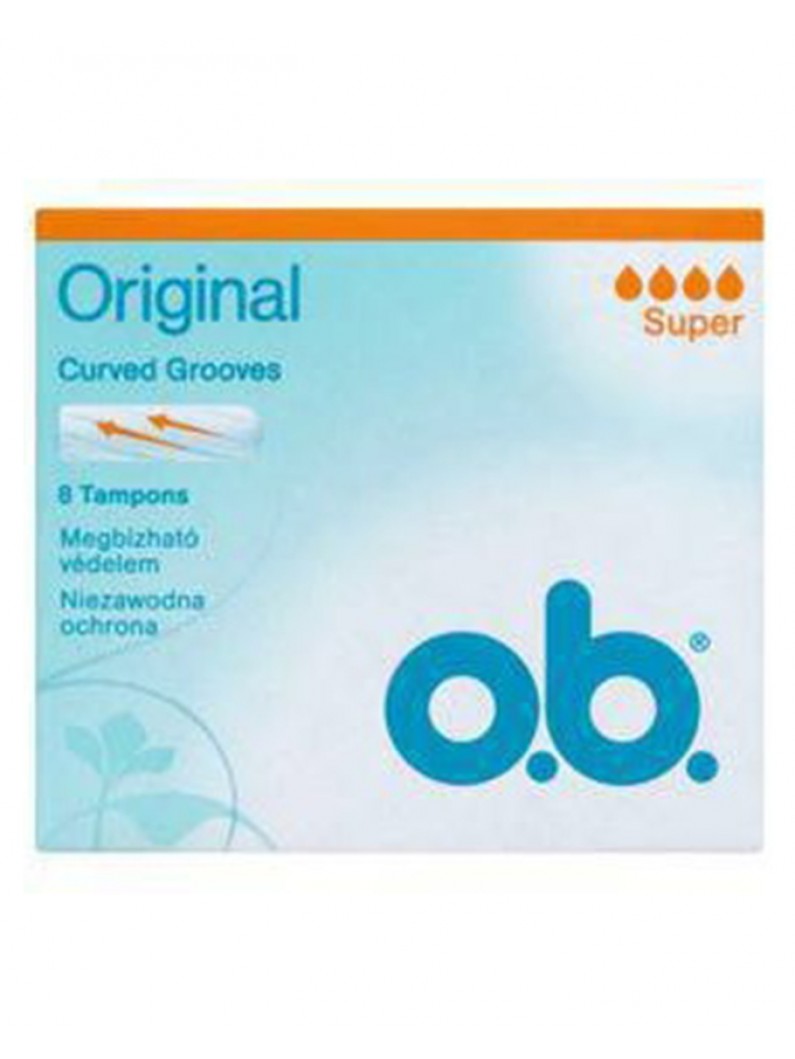 Original
Super
Curved Grooves
8 Tampons
Megbízható
védelem
Niezawodna
ochrona
o.b.®